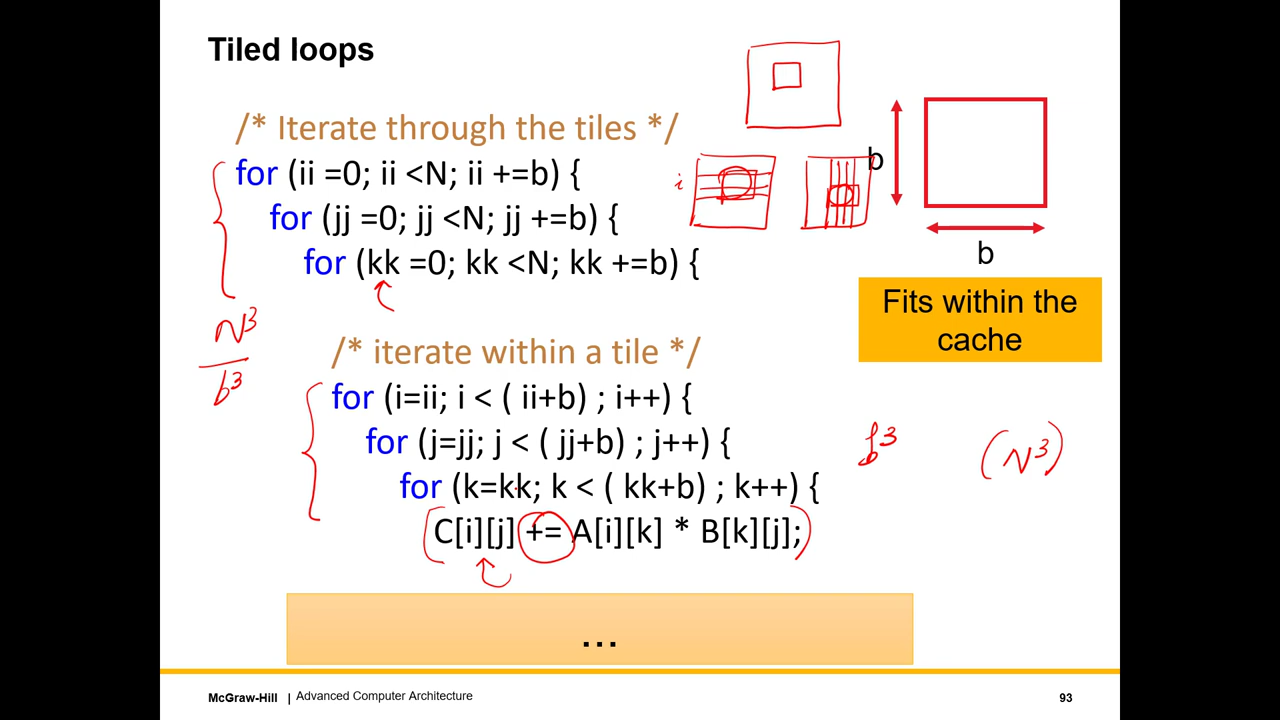 Tiled loops
/* Iterate through the tiles */
for (ii =0; ii <N; ii +=b) {
for (jj =0; jj <N; jj +=b) {
for (kk =0; kk <N; kk +=b) {
/* iterate within a tile */
for (i=ii; i < ( ii+b) ; i++) {
for (j=jj; j < ( jj+b) ; j++) {
for (k=kk; k < ( kk+b) ; k++) {
C[i][j] += A[i][k] * B[k][j];
...
N³
b³
i
b
b
Fits within the
cache
b³ (N³)
McGraw-Hill | Advanced Computer Architecture
93